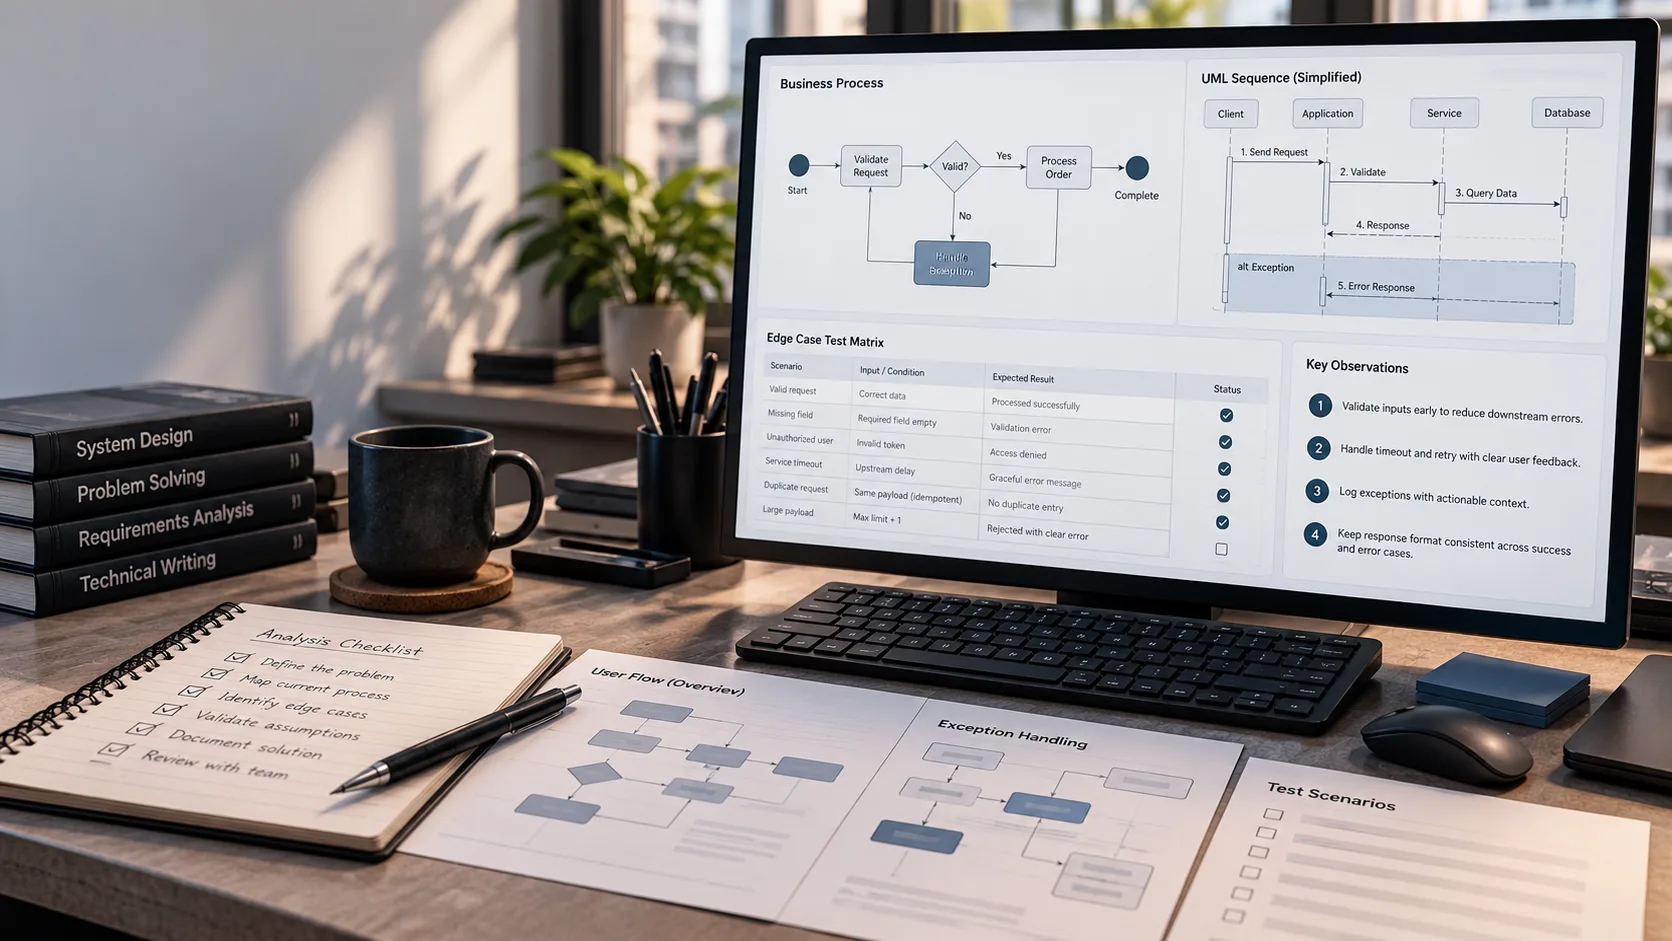 Business Process
Start
Validate
Request
Valid?
Yes
No
Process
Order
Complete
Handle
Exception
UML Sequence (Simplified)
Client
Application
Service
Database
1. Send Request
2. Validate
3. Query Data
4. Response
alt Exception
5. Error Response
Edge Case Test Matrix
Scenario Input / Condition Expected Result Status
Valid request Correct data Processed successfully
Missing field Required field empty Validation error
Unauthorized user Invalid token Access denied
Service timeout Upstream delay Graceful error message
Duplicate request Same payload (idempotent) No duplicate entry
Large payload Max limit + 1 Rejected with clear error
Key Observations
1 Validate inputs early to reduce downstream errors.
2 Handle timeout and retry with clear user feedback.
3 Log exceptions with actionable context.
4 Keep response format consistent across success
and error cases.
System Design
Problem Solving
Requirements Analysis
Technical Writing
Analysis Checklist
Define the problem
Map current process
Identify edge cases
Validate assumptions
Document solution
Review with team
User Flow (Overviev)
Exception Handling
Test Scenarios